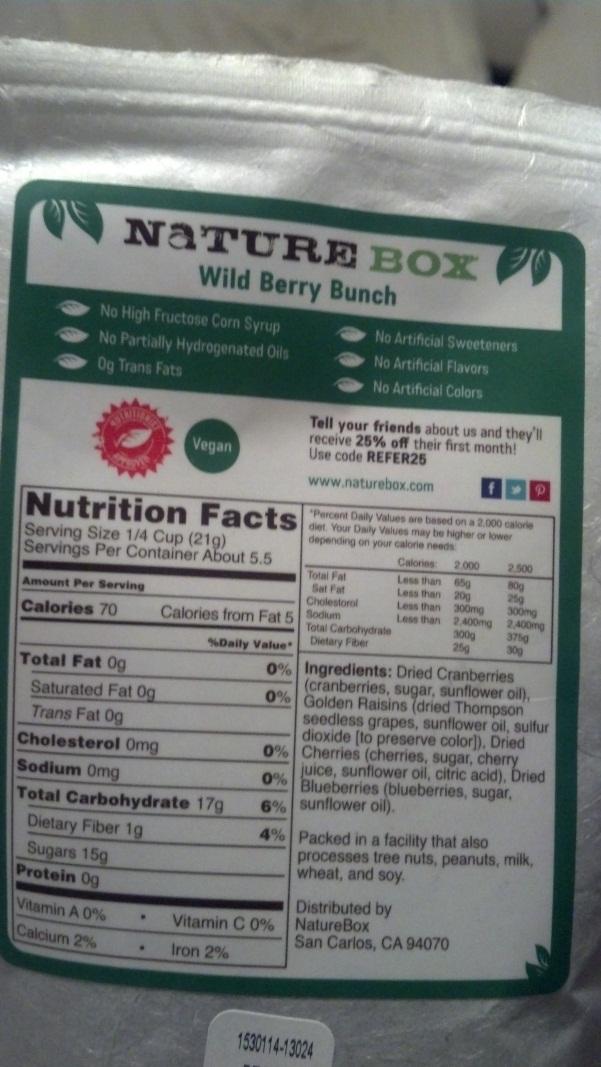 NaTURE BOX
Wild Berry Bunch
No High Fructose Corn Syrup
No Partially Hydrogenated Oils
0g Trans Fats
No Artificial Sweeteners
No Artificial Flavors
No Artificial Colors
NUTRITIONIST
APPROVED
Vegan
Tell your friends about us and they'll
receive 25% off their first month!
Use code REFER25
www.naturebox.com
Nutrition Facts
Serving Size 1/4 Cup (21g)
Servings Per Container About 5.5
Amount Per Serving
Calories 70 Calories from Fat 5
%Daily Value*
Total Fat 0g 0%
Saturated Fat 0g 0%
Trans Fat 0g
Cholesterol 0mg 0%
Sodium 0mg 0%
Total Carbohydrate 17g 6%
Dietary Fiber 1g 4%
Sugars 15g
Protein 0g
Vitamin A 0% • Vitamin C 0%
Calcium 2% • Iron 2%
*Percent Daily Values are based on a 2,000 calorie
diet. Your Daily Values may be higher or lower
depending on your calorie needs:
Calories: 2,000 2,500
Total Fat Less than 65g 80g
Sat Fat Less than 20g 25g
Cholesterol Less than 300mg 300mg
Sodium Less than 2,400mg 2,400mg
Total Carbohydrate 300g 375g
Dietary Fiber 25g 30g
Ingredients: Dried Cranberries
(cranberries, sugar, sunflower oil),
Golden Raisins (dried Thompson
seedless grapes, sunflower oil, sulfur
dioxide [to preserve color]), Dried
Cherries (cherries, sugar, cherry
juice, sunflower oil, citric acid), Dried
Blueberries (blueberries, sugar,
sunflower oil).
Packed in a facility that also
processes tree nuts, peanuts, milk,
wheat, and soy.
Distributed by
NatureBox
San Carlos, CA 94070
1530114-13024